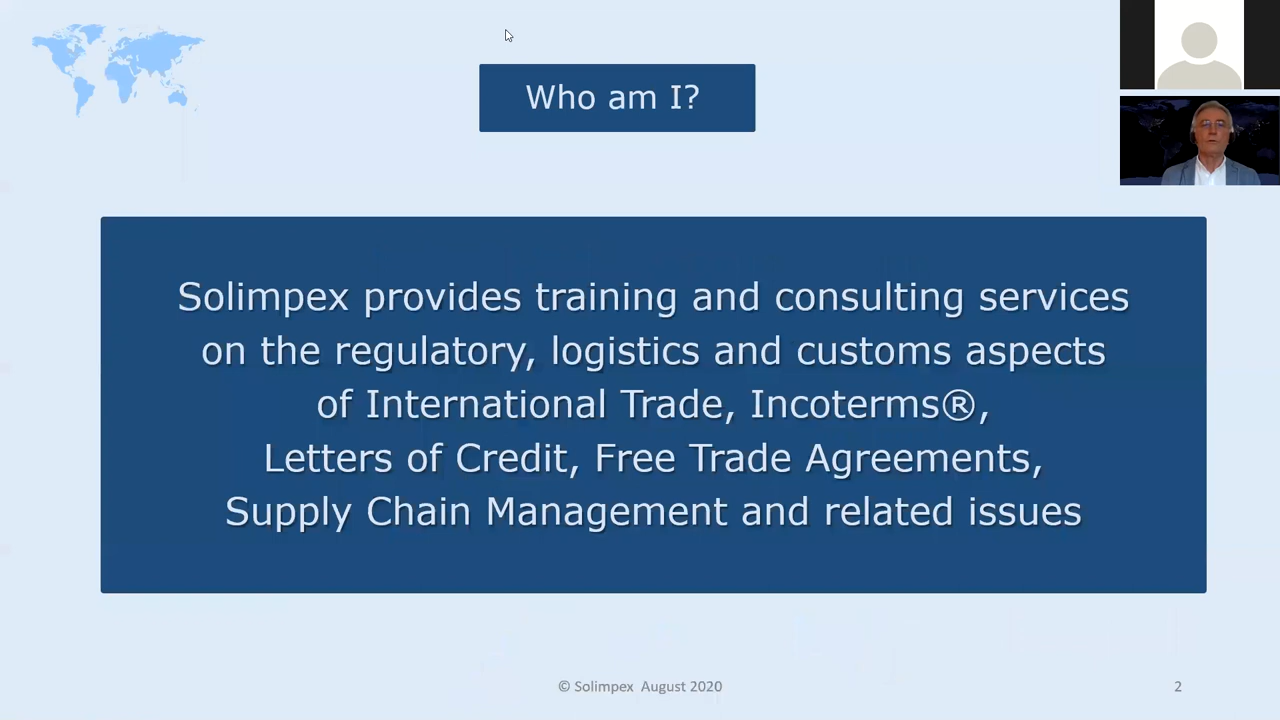 Who am I?
Solimpex provides training and consulting services
on the regulatory, logistics and customs aspects
of International Trade, Incoterms®,
Letters of Credit, Free Trade Agreements,
Supply Chain Management and related issues
© Solimpex August 2020
2